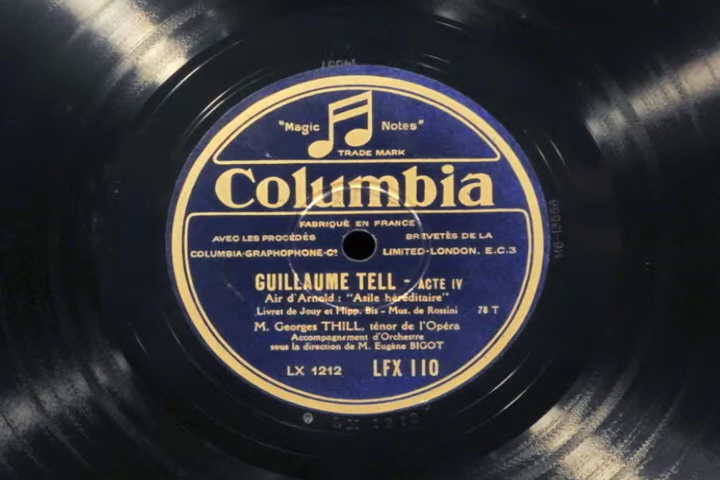 "Magic Notes"
TRADE MARK
Columbia
FABRIQUÉ EN FRANCE
AVEC LES PROCÉDÉS BREVETÉS DE LA
COLUMBIA-GRAPHOPHONE-Cº LIMITED-LONDON. E.C.3
GUILLAUME TELL - ACTE IV
Air d'Arnold : "Asile héréditaire"
Livret de Jouy et Hipp. Bis - Mus. de Rossini 78 T
M. Georges THILL, ténor de l'Opéra
Accompagnement d'Orchestre
sous la direction de M. Eugène BIGOT
LX 1212 LFX 110